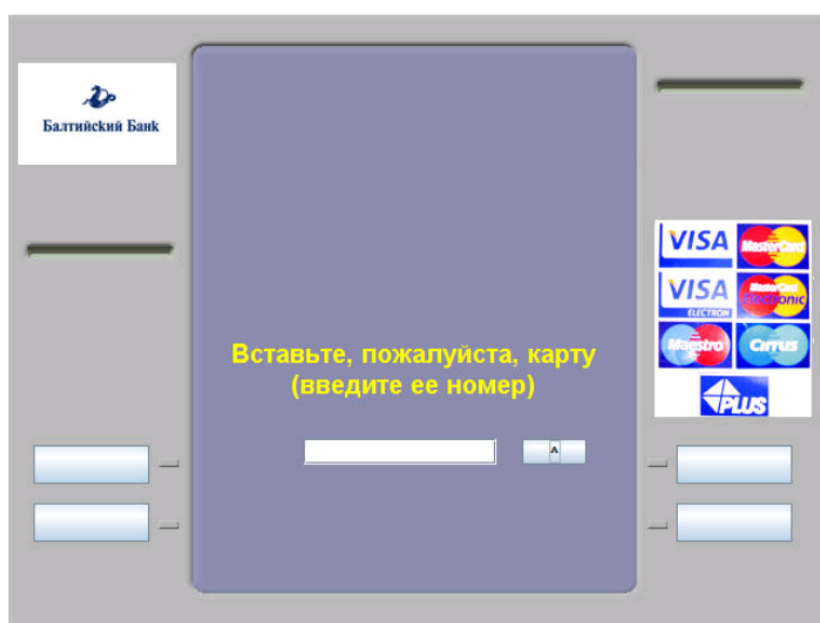 Балтийский Банк
VISA MasterCard
VISA ELECTRON MasterCard Electronic
Maestro Cirrus
PLUS
Вставьте, пожалуйста, карту
(введите ее номер)
^